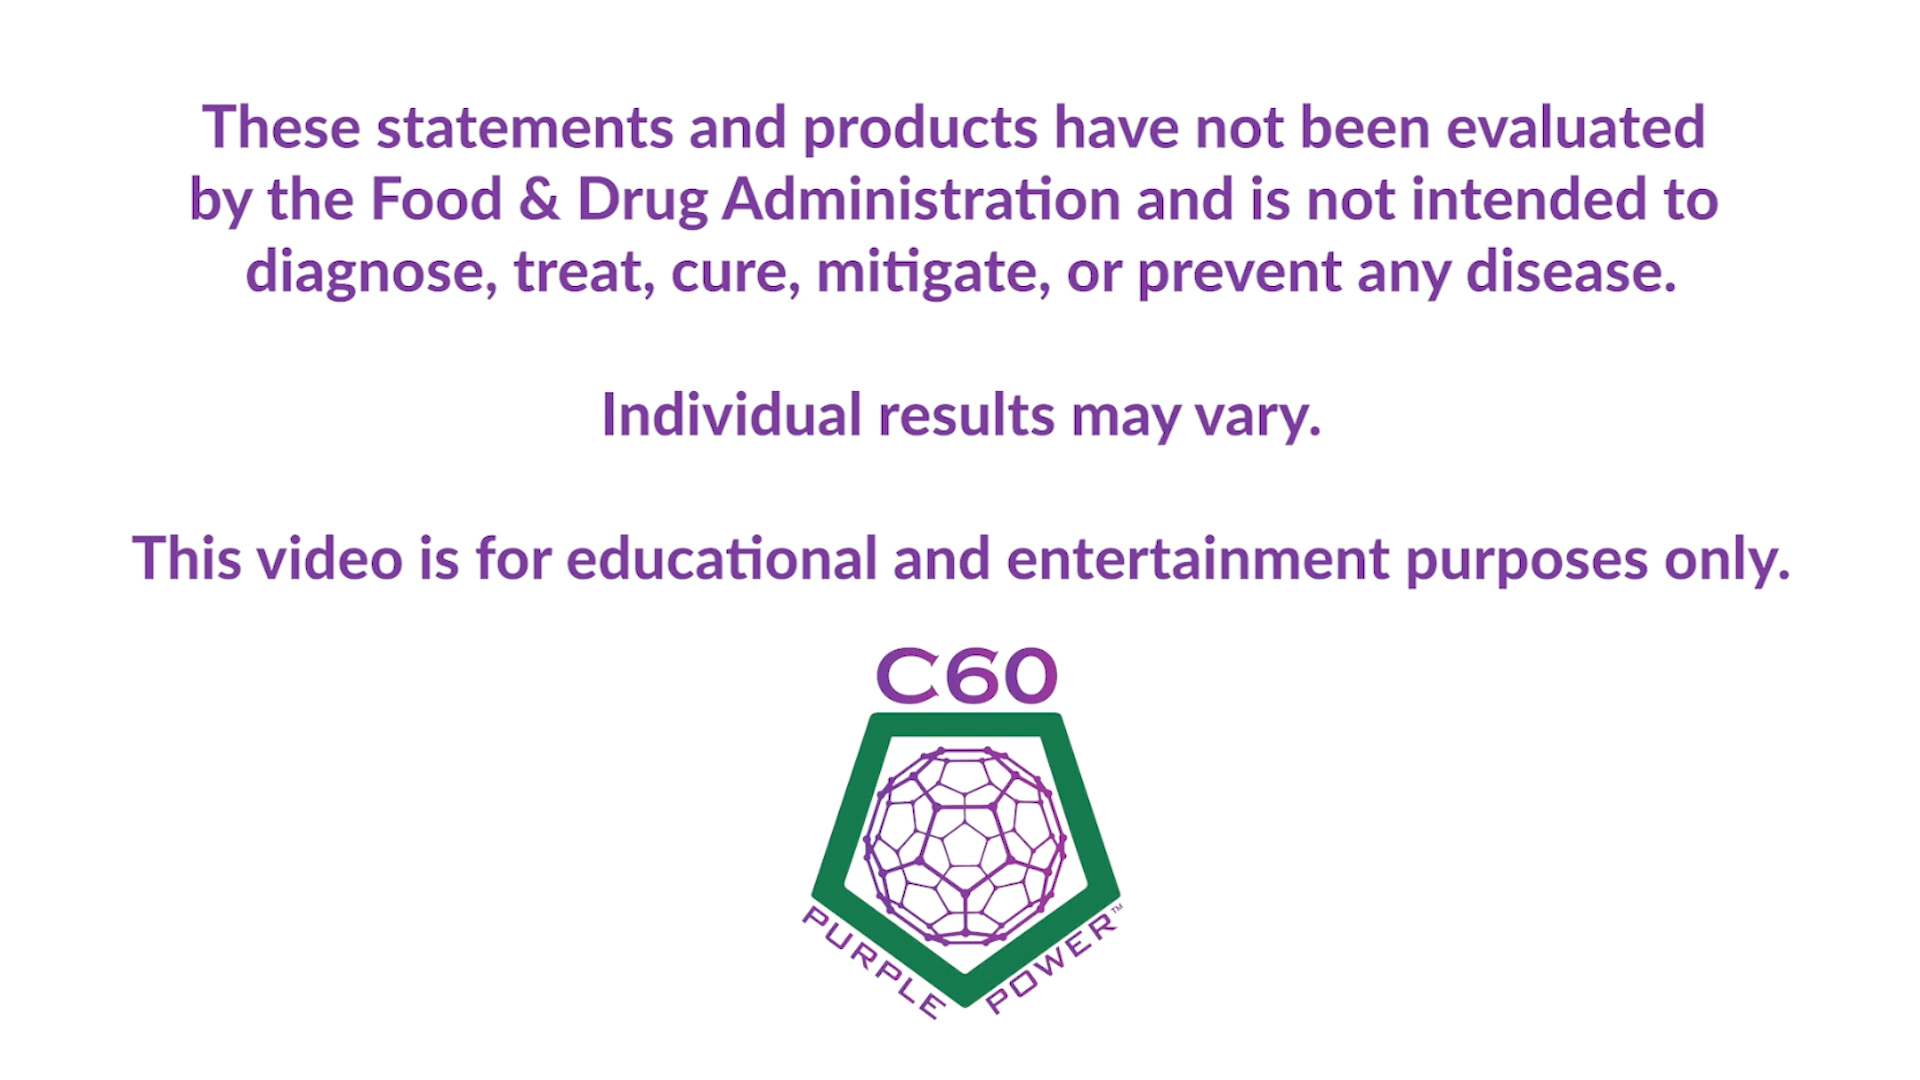 These statements and products have not been evaluated
by the Food & Drug Administration and is not intended to
diagnose, treat, cure, mitigate, or prevent any disease.
Individual results may vary.
This video is for educational and entertainment purposes only.
C60
PURPLE POWER™